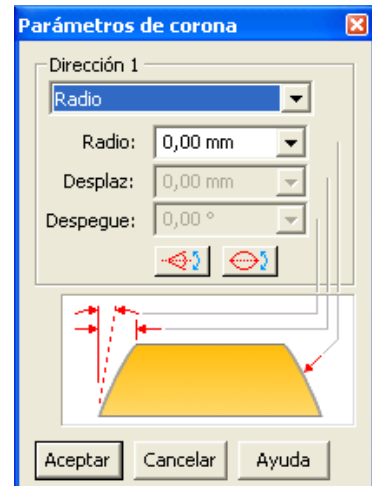 Parámetros de corona
Dirección 1
Radio
Radio: 0,00 mm
Desplaz: 0,00 mm
Despegue: 0,00 °
Aceptar Cancelar Ayuda